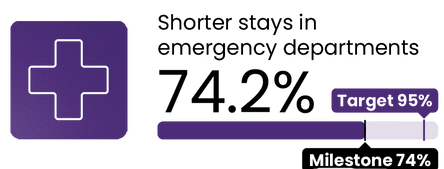 Shorter stays in
emergency departments
74.2%
Target 95%
Milestone 74%